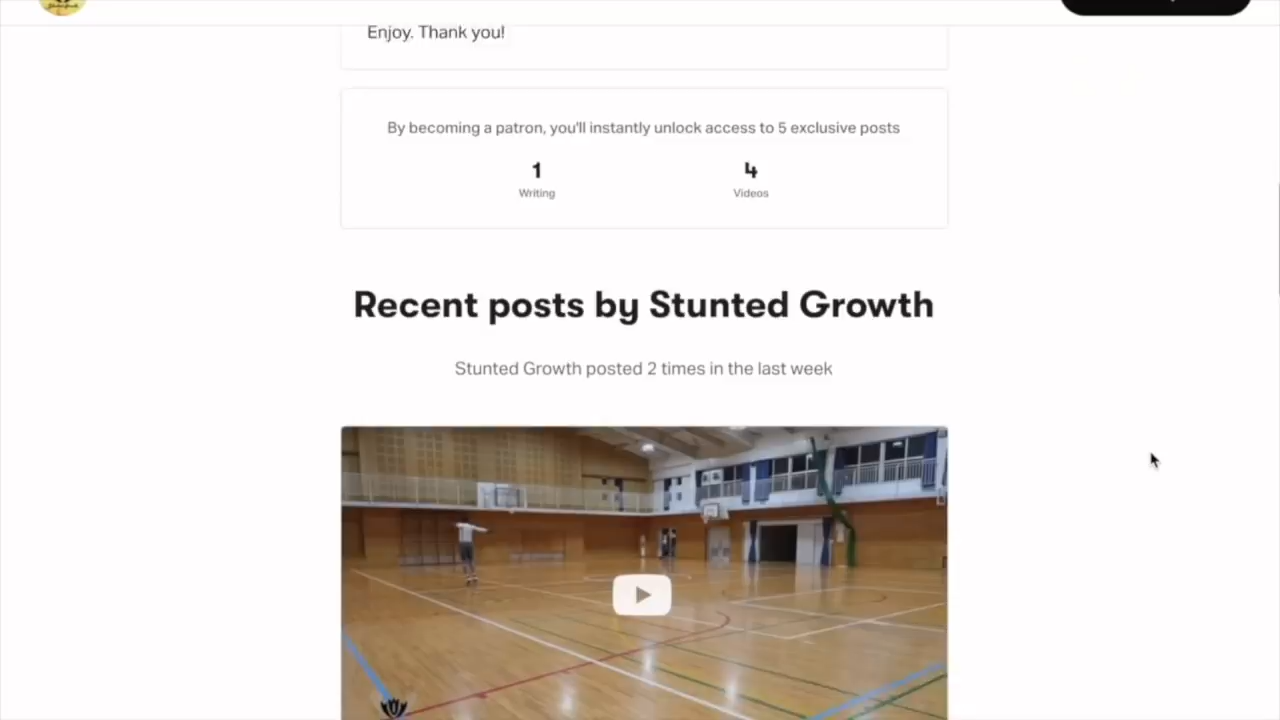 Enjoy. Thank you!
By becoming a patron, you'll instantly unlock access to 5 exclusive posts
1
Writing
4
Videos
Recent posts by Stunted Growth
Stunted Growth posted 2 times in the last week